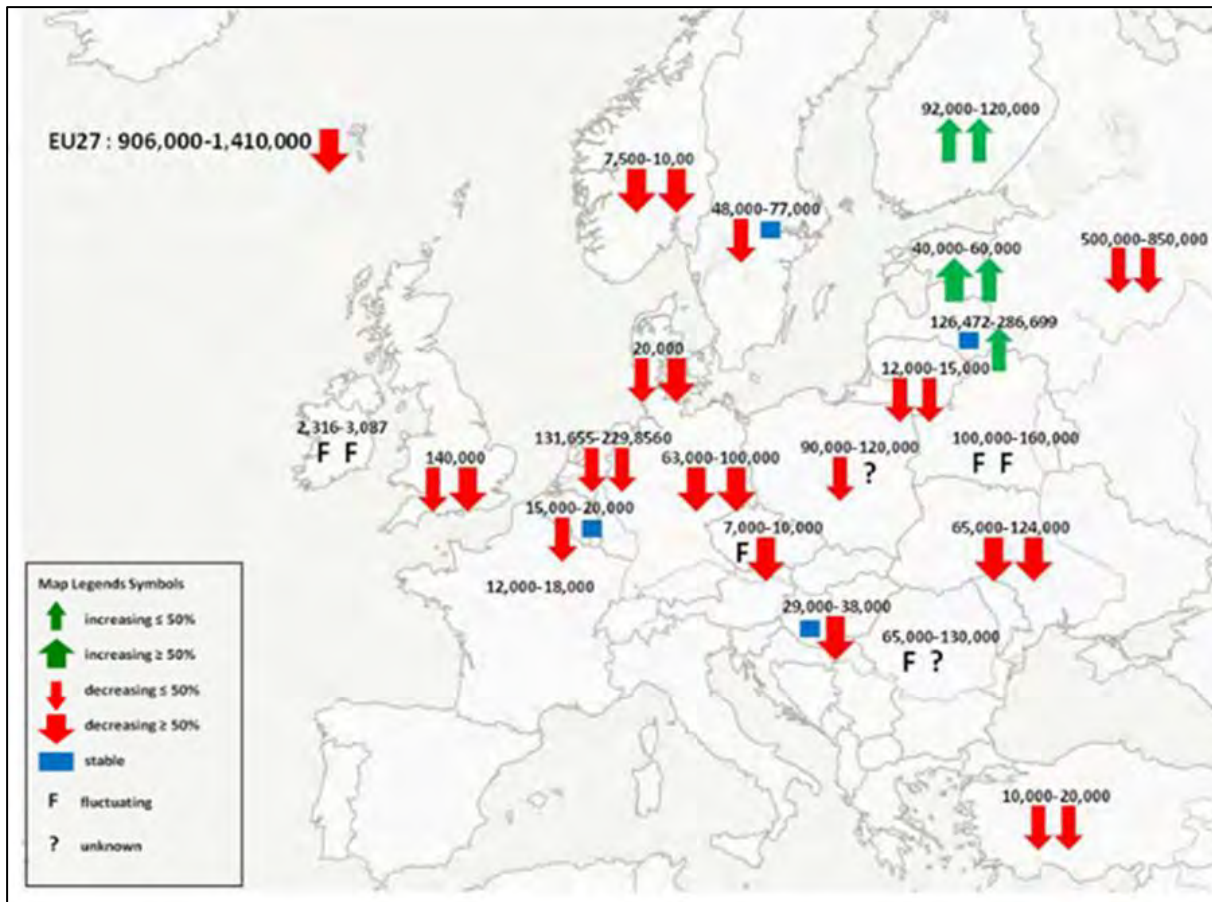 92,000-120,000
EU27 : 906,000-1,410,000
7,500-10,00
48,000-77,000
40,000-60,000
500,000-850,000
126,472-286,699
20,000
12,000-15,000
2,316-3,087
F F
140,000
131,655-229,8560
63,000-100,000
90,000-120,000
?
100,000-160,000
F F
15,000-20,000
7,000-10,000
F
65,000-124,000
12,000-18,000
29,000-38,000
65,000-130,000
F ?
10,000-20,000
Map Legends Symbols
increasing ≤ 50%
increasing ≥ 50%
decreasing ≤ 50%
decreasing ≥ 50%
stable
F fluctuating
? unknown